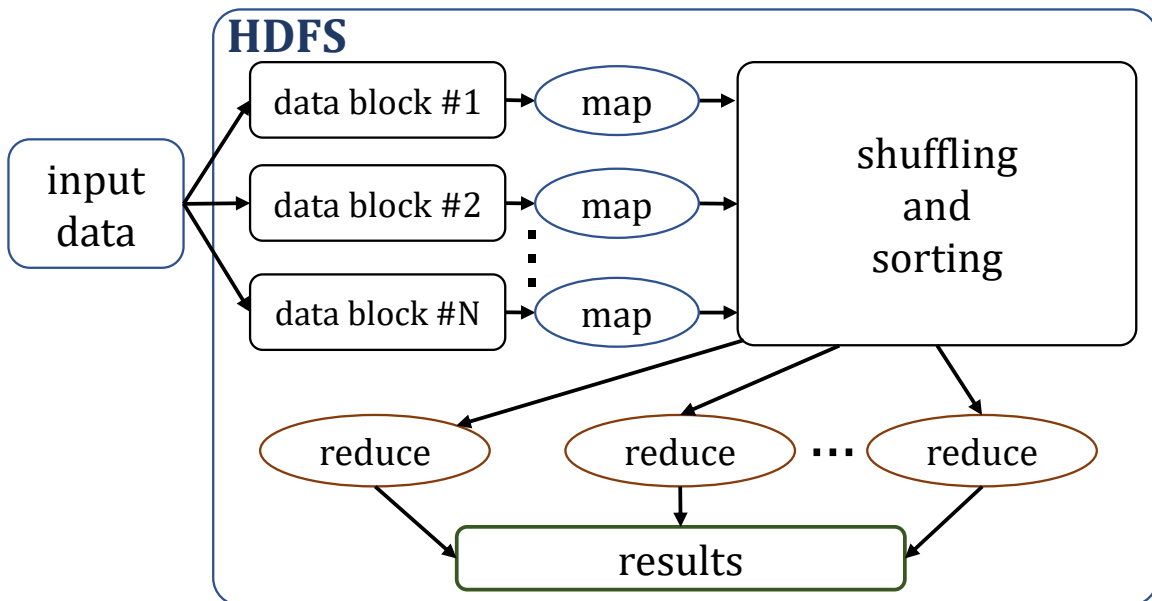 HDFS
input
data
data block #1
map
data block #2
map
data block #N
map
shuffling
and
sorting
reduce
reduce
...
reduce
results